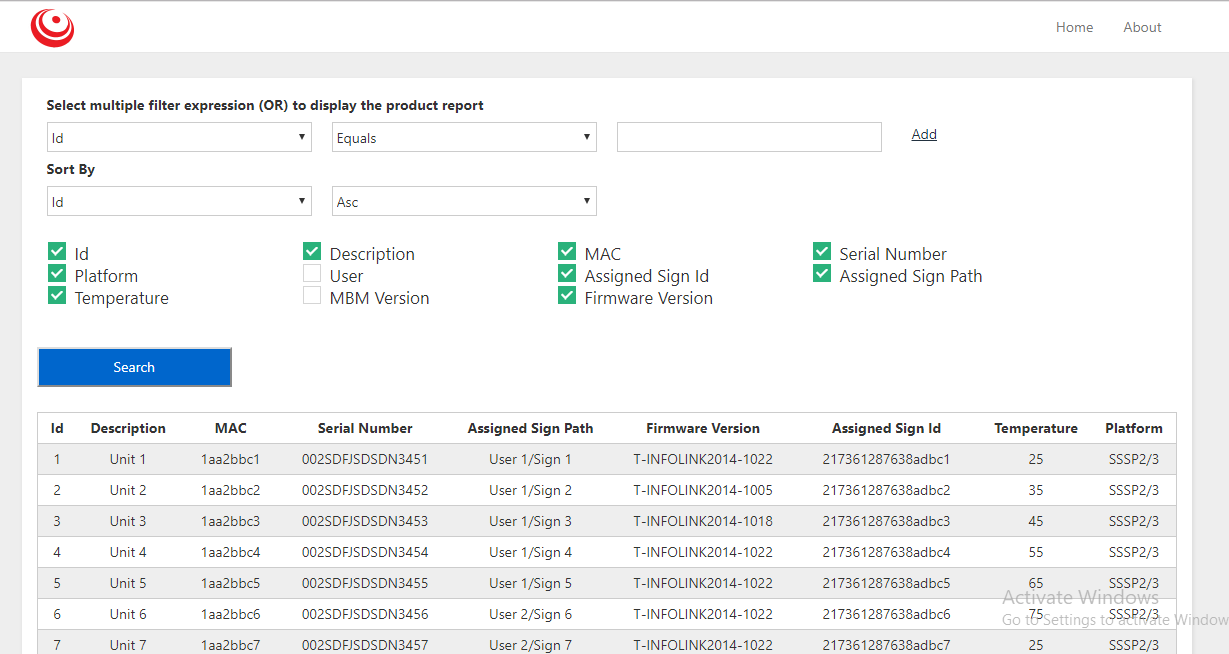 Home About
Select multiple filter expression (OR) to display the product report
Id Equals Add
Sort By
Id Asc
Id Description MAC Serial Number
Platform User Assigned Sign Id Assigned Sign Path
Temperature MBM Version Firmware Version
Search
Id Description MAC Serial Number Assigned Sign Path Firmware Version Assigned Sign Id Temperature Platform
1 Unit 1 1aa2bbc1 002SDFJSDSDN3451 User 1/Sign 1 T-INFOLINK2014-1022 217361287638adbc1 25 SSSP2/3
2 Unit 2 1aa2bbc2 002SDFJSDSDN3452 User 1/Sign 2 T-INFOLINK2014-1005 217361287638adbc2 35 SSSP2/3
3 Unit 3 1aa2bbc3 002SDFJSDSDN3453 User 1/Sign 3 T-INFOLINK2014-1018 217361287638adbc3 45 SSSP2/3
4 Unit 4 1aa2bbc4 002SDFJSDSDN3454 User 1/Sign 4 T-INFOLINK2014-1022 217361287638adbc4 55 SSSP2/3
5 Unit 5 1aa2bbc5 002SDFJSDSDN3455 User 1/Sign 5 T-INFOLINK2014-1022 217361287638adbc5 65 SSSP2/3
Activate Windows
6 Unit 6 1aa2bbc6 002SDFJSDSDN3456 User 2/Sign 6 T-INFOLINK2014-1022 217361287638adbc6 75 SSSP2/3
Go to Settings to activate Window
7 Unit 7 1aa2bbc7 002SDFJSDSDN3457 User 2/Sign 7 T-INFOLINK2014-1022 217361287638adbc7 25 SSSP2/3